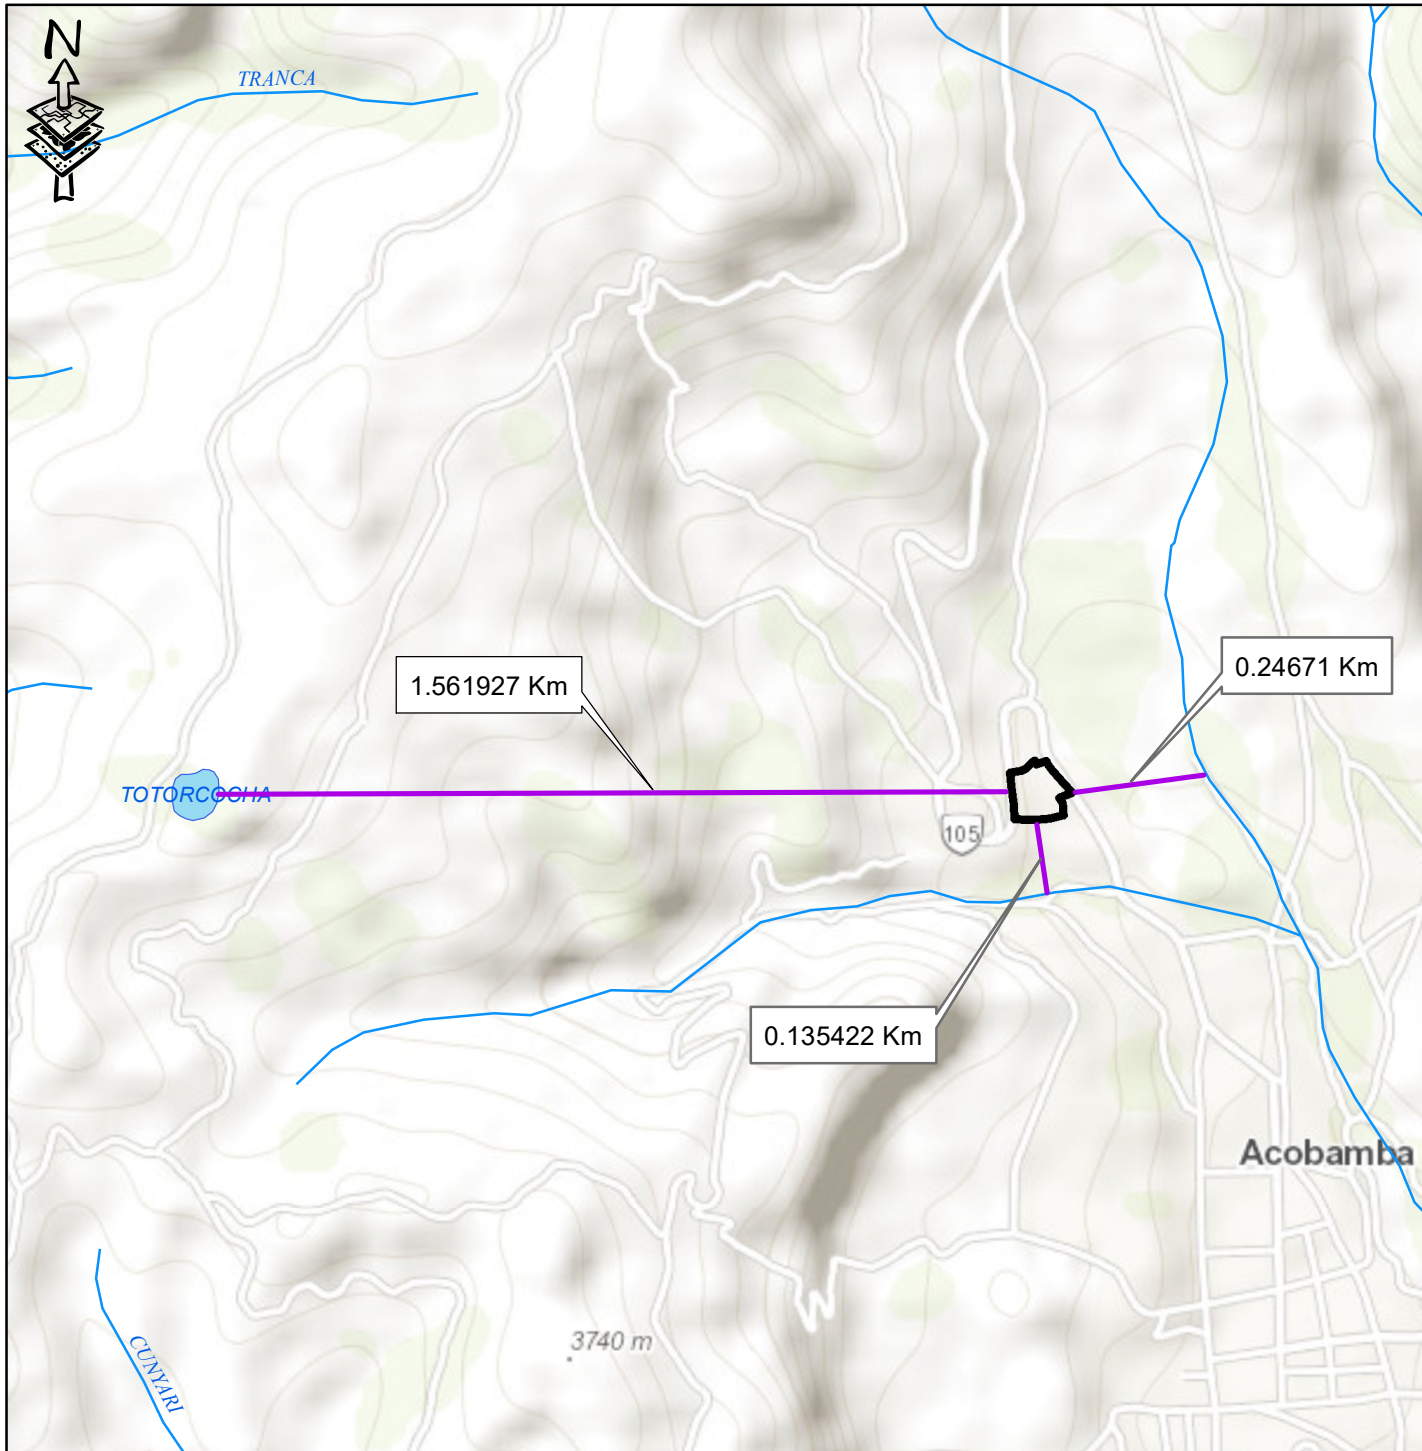 N
TRANCA
1.561927 Km
0.24671 Km
TOTORCOCHA
105
0.135422 Km
Acobamba
3740 m
CUNYARI